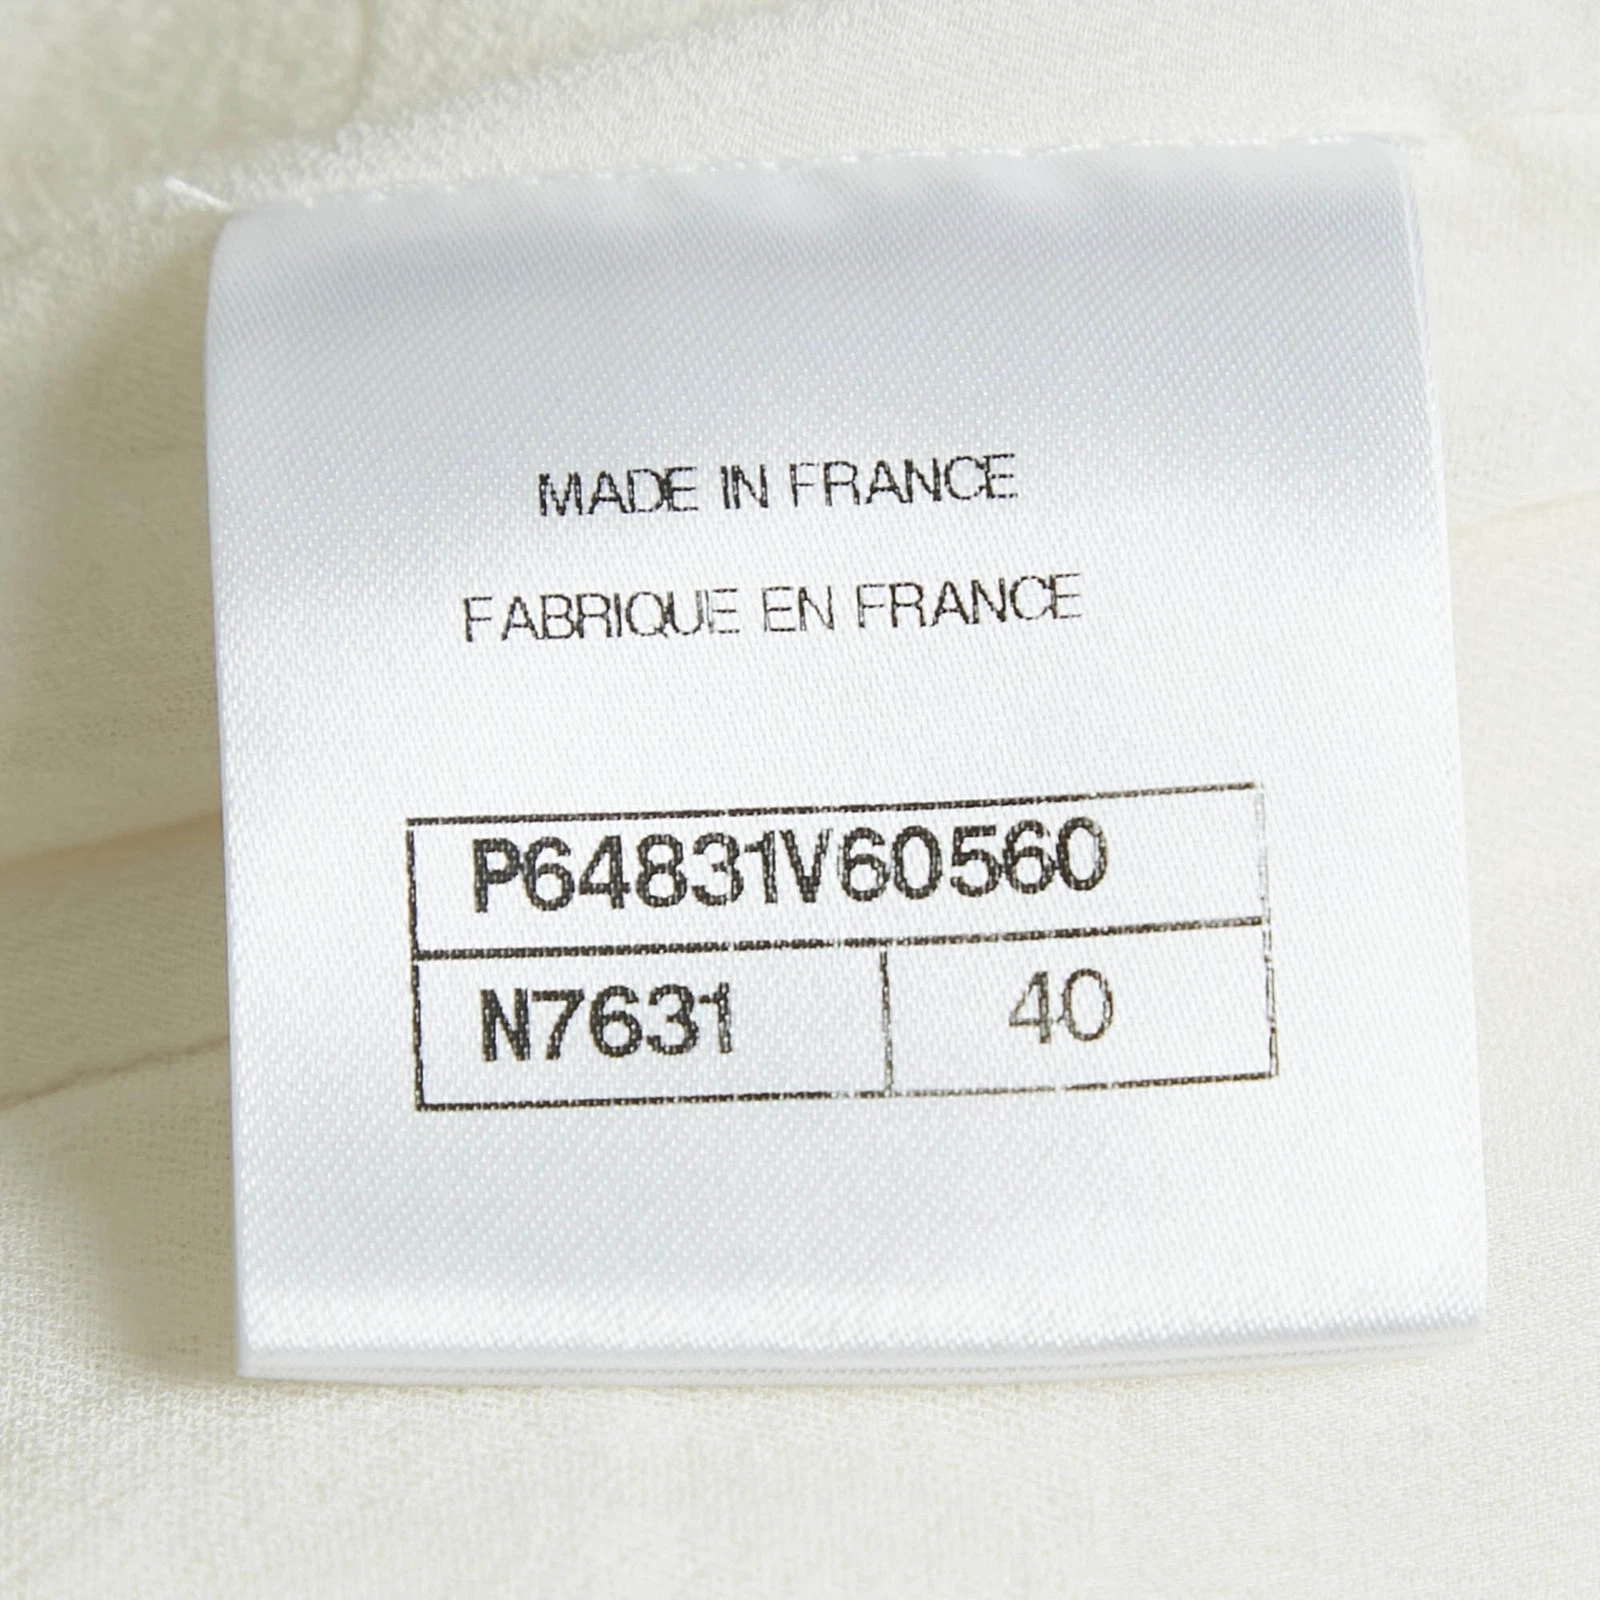 MADE IN FRANCE
FABRIQUE EN FRANCE
P64831V60560
N7631 40